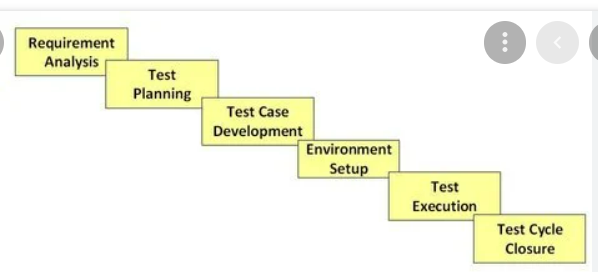 Requirement
Analysis
Test
Planning
Test Case
Development
Environment
Setup
Test
Execution
Test Cycle
Closure